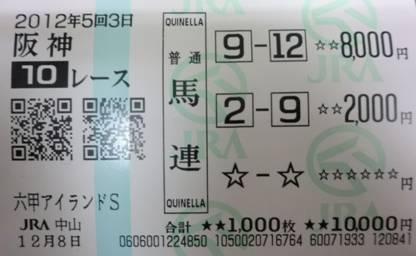 2012年5回3日
阪神
10レース
六甲アイランドS
JRA 中山
12月8日
QUINELLA
普通
馬連
QUINELLA
9-12 ☆☆8,000円
2-9 ☆☆2,000円
☆-☆ ☆☆☆☆☆☆円
合計 ★★1,000枚 ★★10,000円
0606001224850 1050020716764 60071933 120841
JRA
JRA
JRA